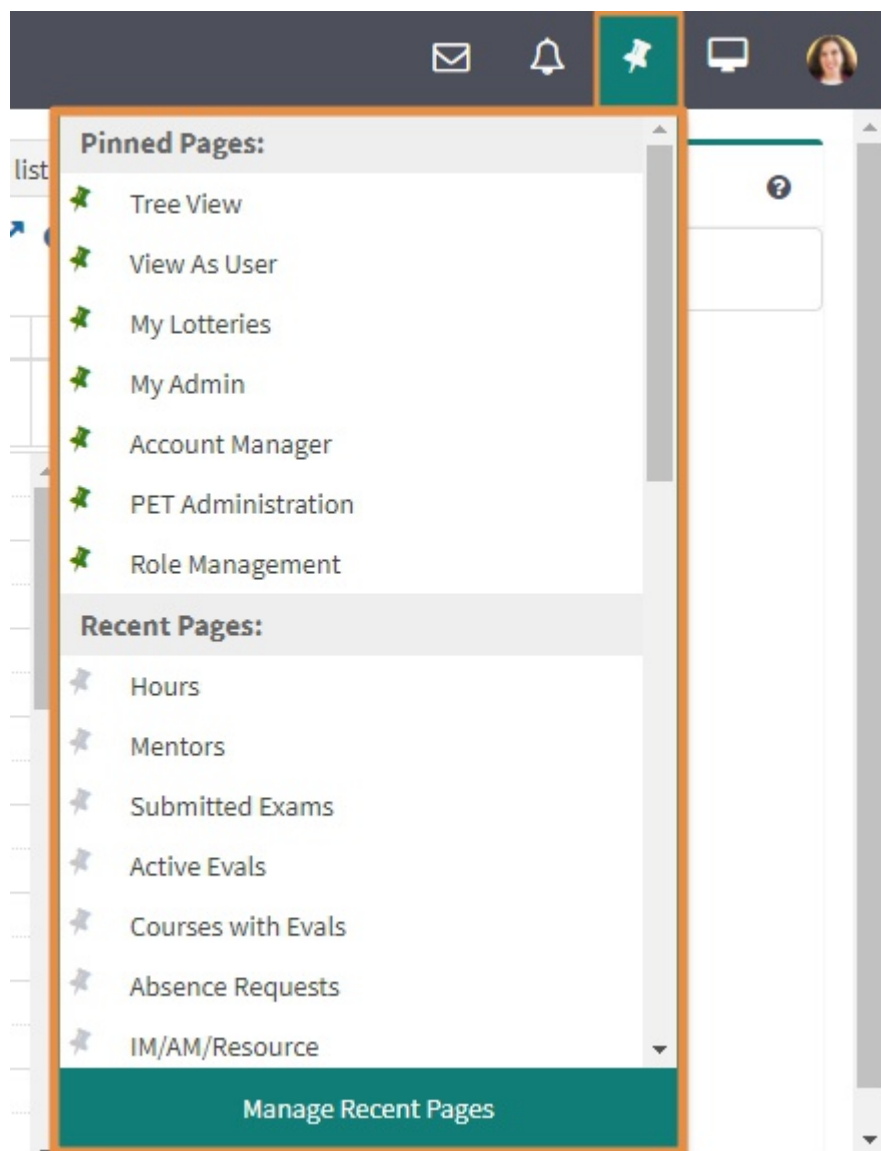 list
Pinned Pages:
Tree View
View As User
My Lotteries
My Admin
Account Manager
PET Administration
Role Management
Recent Pages:
Hours
Mentors
Submitted Exams
Active Evals
Courses with Evals
Absence Requests
IM/AM/Resource
Manage Recent Pages